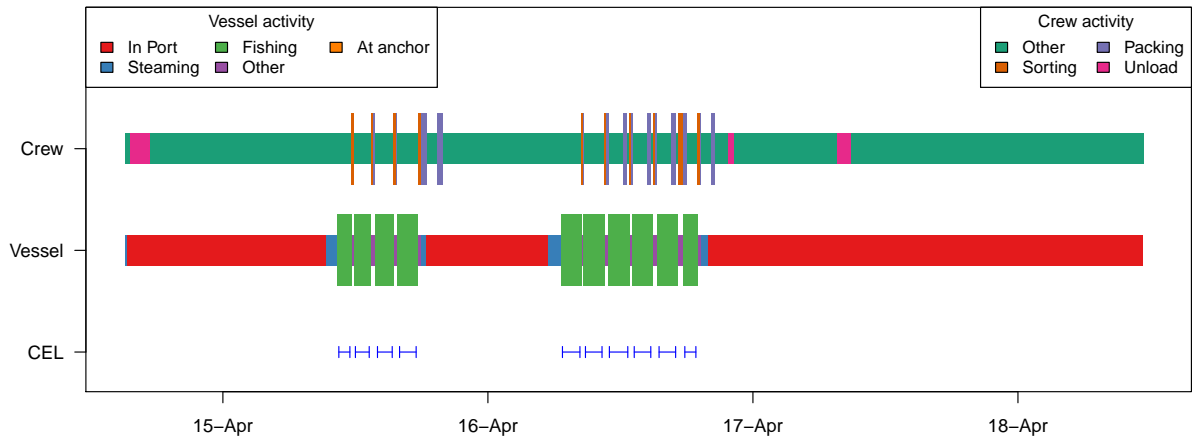 Vessel activity
In Port Fishing At anchor
Steaming Other
Crew activity
Other Packing
Sorting Unload
Crew
Vessel
CEL
15–Apr 16–Apr 17–Apr 18–Apr